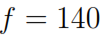 f = 140